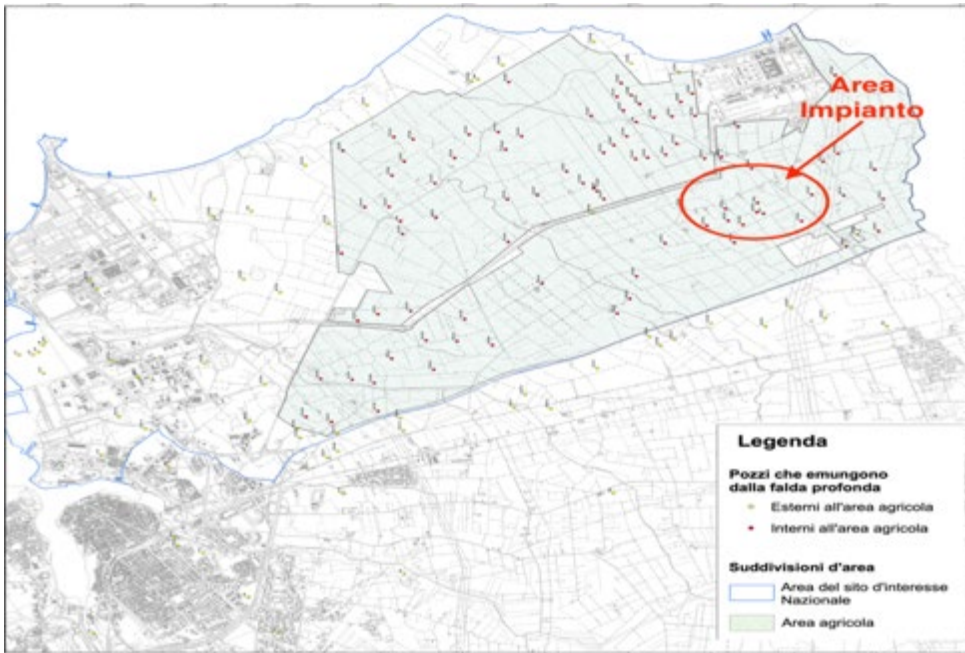 Area
Impianto
Legenda
Pozzi che emungono
dalla falda profonda
Esterni all'area agricola
Interni all'area agricola
Suddivisioni d'area
Area del sito d'interesse
Nazionale
Area agricola